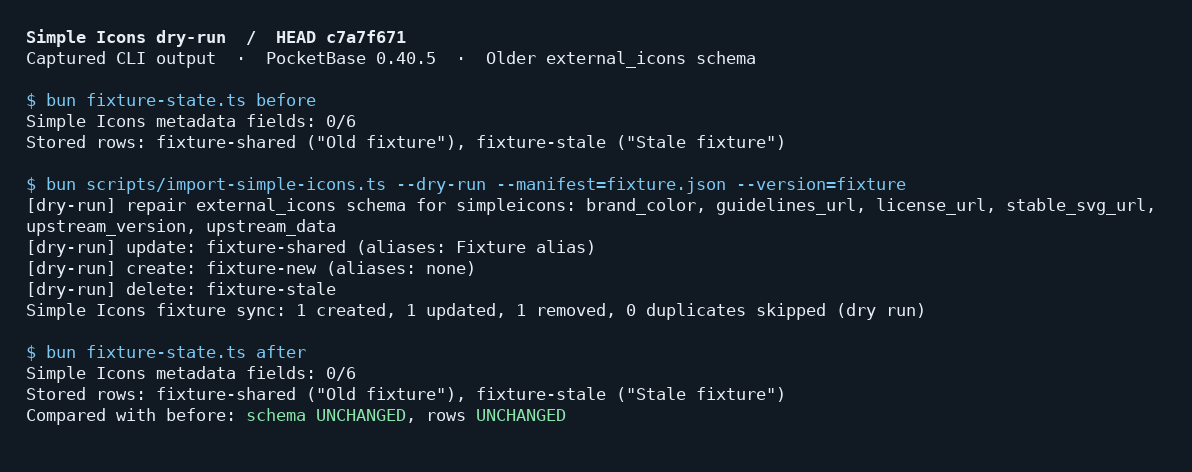 Simple Icons dry-run  /  HEAD c7a7f671
Captured CLI output  ·  PocketBase 0.40.5  ·  Older external_icons schema
$ bun fixture-state.ts before
Simple Icons metadata fields: 0/6
Stored rows: fixture-shared ("Old fixture"), fixture-stale ("Stale fixture")
$ bun scripts/import-simple-icons.ts --dry-run --manifest=fixture.json --version=fixture
[dry-run] repair external_icons schema for simpleicons: brand_color, guidelines_url, license_url, stable_svg_url,
upstream_version, upstream_data
[dry-run] update: fixture-shared (aliases: Fixture alias)
[dry-run] create: fixture-new (aliases: none)
[dry-run] delete: fixture-stale
Simple Icons fixture sync: 1 created, 1 updated, 1 removed, 0 duplicates skipped (dry run)
$ bun fixture-state.ts after
Simple Icons metadata fields: 0/6
Stored rows: fixture-shared ("Old fixture"), fixture-stale ("Stale fixture")
Compared with before: schema UNCHANGED, rows UNCHANGED